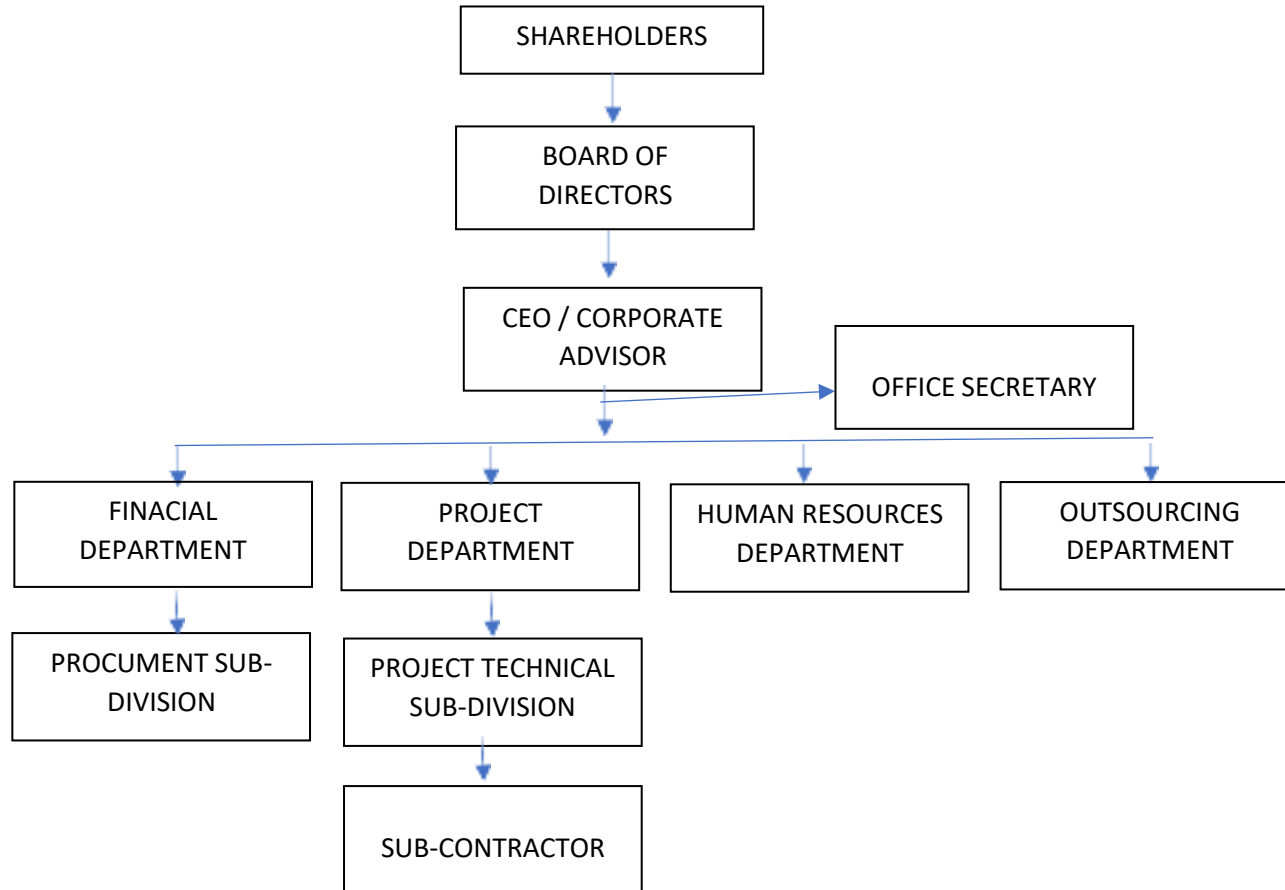 SHAREHOLDERS
BOARD OF
DIRECTORS
CEO / CORPORATE
ADVISOR
OFFICE SECRETARY
FINACIAL
DEPARTMENT
PROJECT
DEPARTMENT
HUMAN RESOURCES
DEPARTMENT
OUTSOURCING
DEPARTMENT
PROCUMENT SUB-
DIVISION
PROJECT TECHNICAL
SUB-DIVISION
SUB-CONTRACTOR